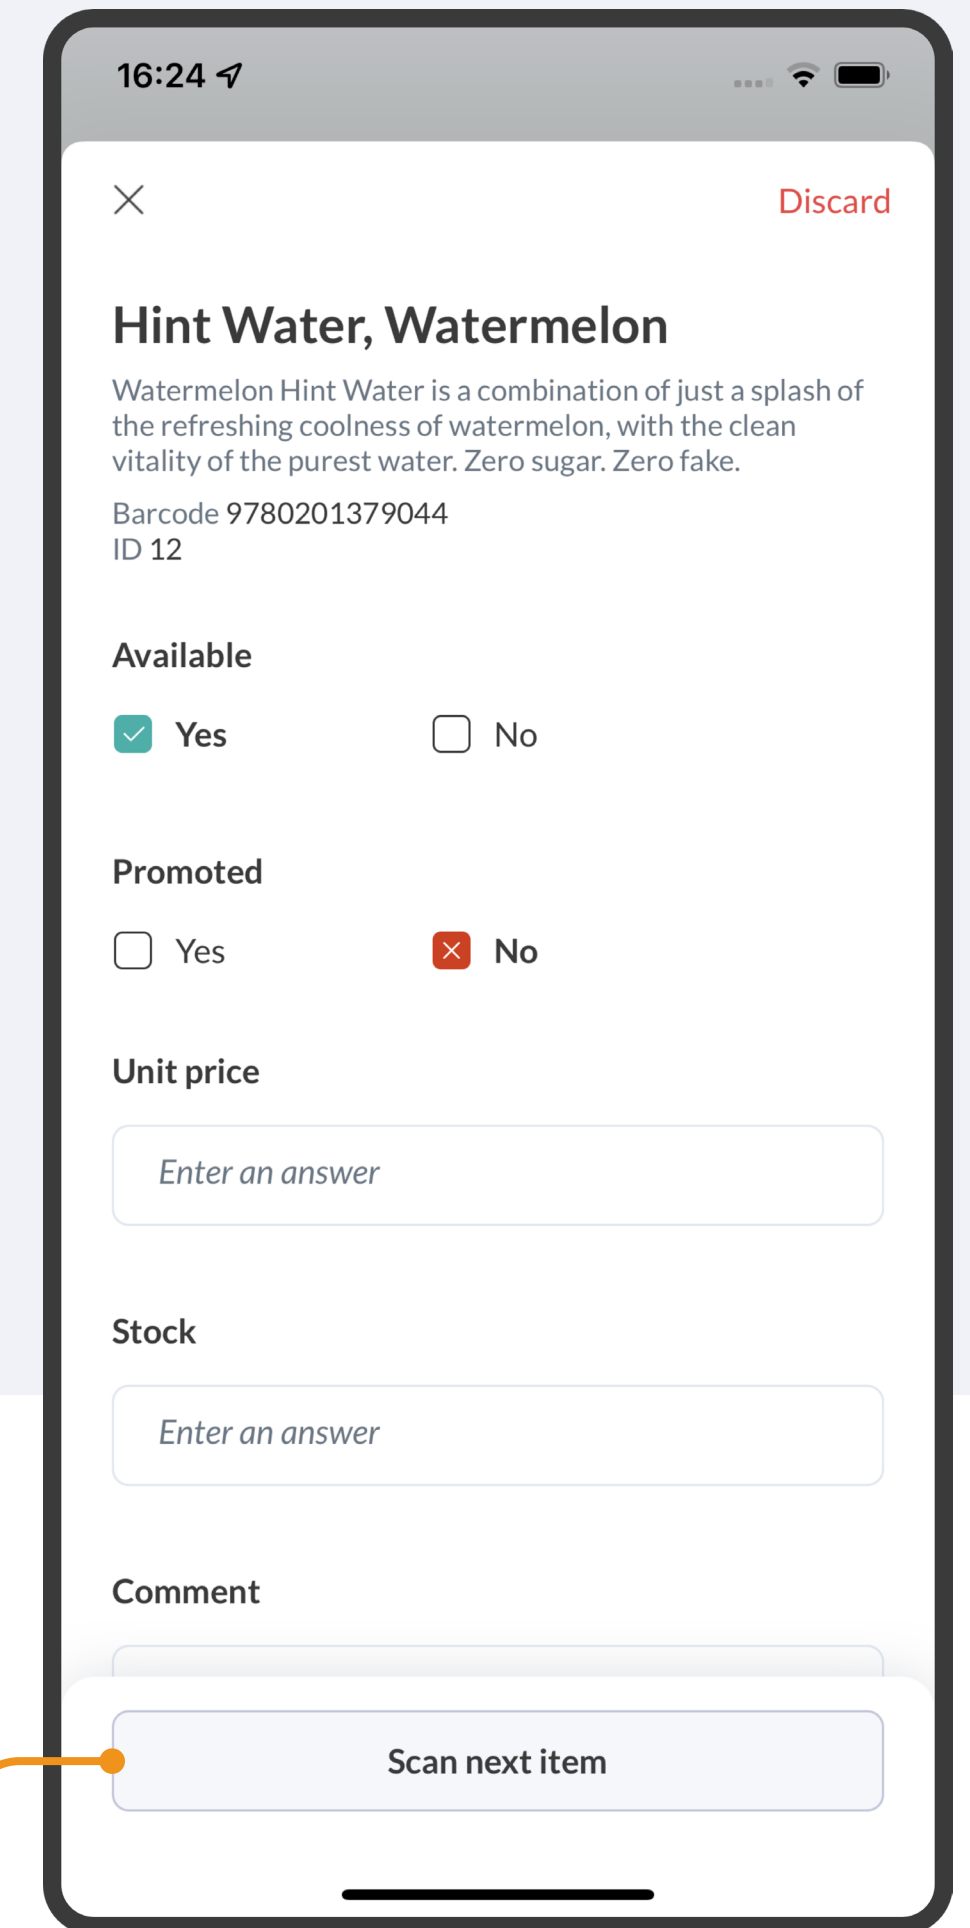 16:24
Discard
Hint Water, Watermelon
Watermelon Hint Water is a combination of just a splash of
the refreshing coolness of watermelon, with the clean
vitality of the purest water. Zero sugar. Zero fake.
Barcode 9780201379044
ID 12
Available
Yes No
Promoted
Yes No
Unit price
Enter an answer
Stock
Enter an answer
Comment
Scan next item